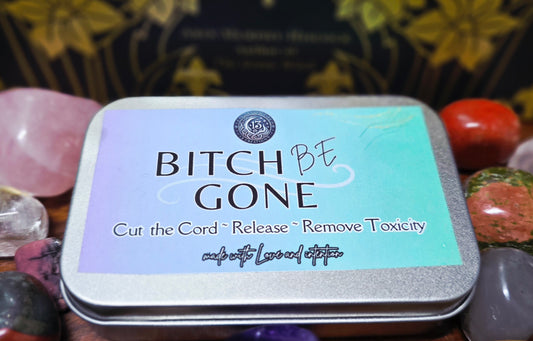 BITCH BE
GONE
Cut the Cord ~ Release ~ Remove Toxicity
made with Love and intention